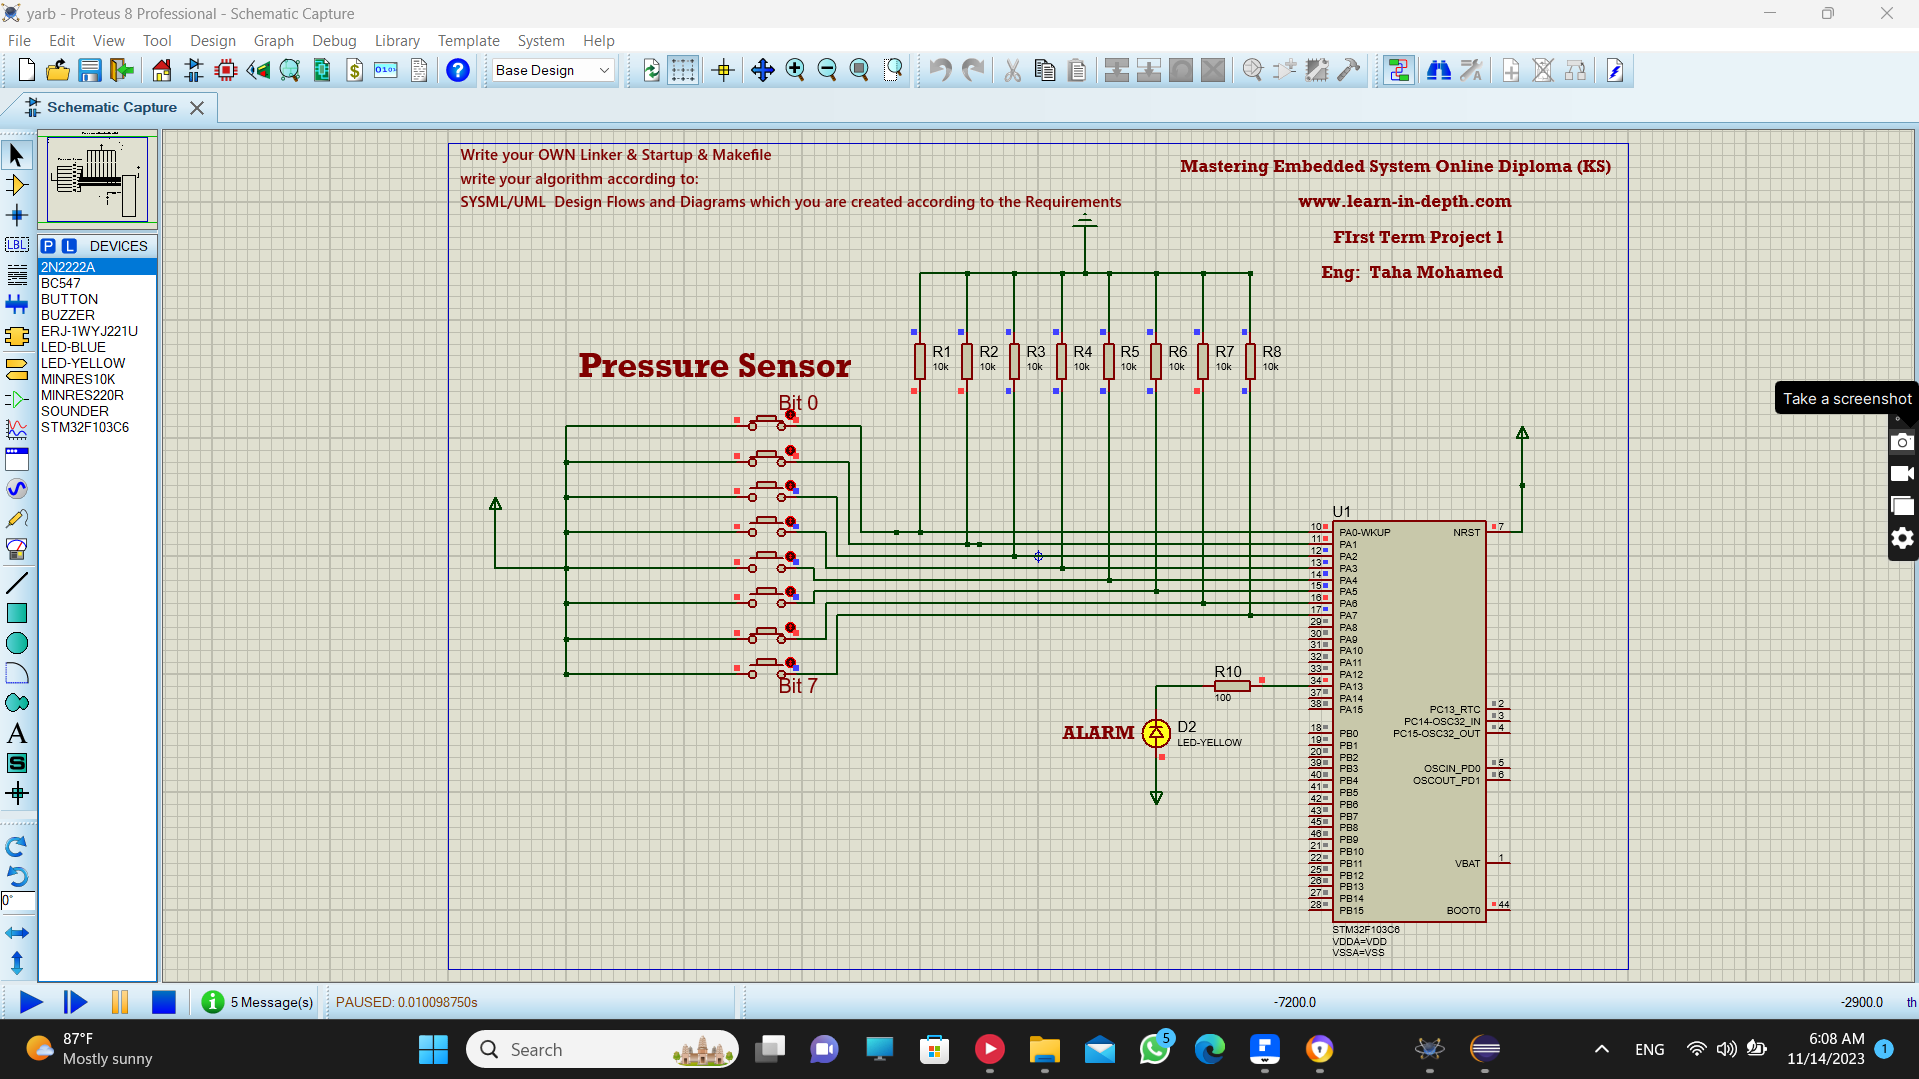 yarb - Proteus 8 Professional - Schematic Capture
File Edit View Tool Design Graph Debug Library Template System Help
Base Design
Schematic Capture
P L DEVICES
2N2222A
BC547
BUTTON
BUZZER
ERJ-1WYJ221U
LED-BLUE
LED-YELLOW
MINRES10K
MINRES220R
SOUNDER
STM32F103C6
LBL
A
S
0°
Write your OWN Linker & Startup & Makefile
write your algorithm according to:
SYSML/UML Design Flows and Diagrams which you are created according to the Requirements
Mastering Embedded System Online Diploma (KS)
www.learn-in-depth.com
FIrst Term Project 1
Eng: Taha Mohamed
Pressure Sensor
Bit 0
Bit 7
R1
10k
R2
10k
R3
10k
R4
10k
R5
10k
R6
10k
R7
10k
R8
10k
Take a screenshot
U1
10 PA0-WKUP
11 PA1
12 PA2
13 PA3
14 PA4
15 PA5
16 PA6
17 PA7
29 PA8
30 PA9
31 PA10
32 PA11
33 PA12
34 PA13
37 PA14
38 PA15
18 PB0
19 PB1
20 PB2
39 PB3
40 PB4
41 PB5
42 PB6
43 PB7
45 PB8
46 PB9
21 PB10
22 PB11
25 PB12
26 PB13
27 PB14
28 PB15
NRST 7
PC13_RTC 2
PC14-OSC32_IN 3
PC15-OSC32_OUT 4
OSCIN_PD0 5
OSCOUT_PD1 6
VBAT 1
BOOT0 44
STM32F103C6
VDDA=VDD
VSSA=VSS
R10
100
ALARM
D2
LED-YELLOW
5 Message(s)
PAUSED: 0.010098750s
-7200.0
-2900.0
th
87°F
Mostly sunny
Search
5
ENG
6:08 AM
11/14/2023
1